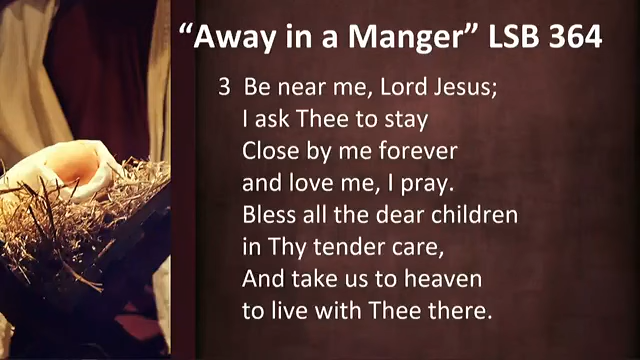 “Away in a Manger” LSB 364
3 Be near me, Lord Jesus;
I ask Thee to stay
Close by me forever
and love me, I pray.
Bless all the dear children
in Thy tender care,
And take us to heaven
to live with Thee there.